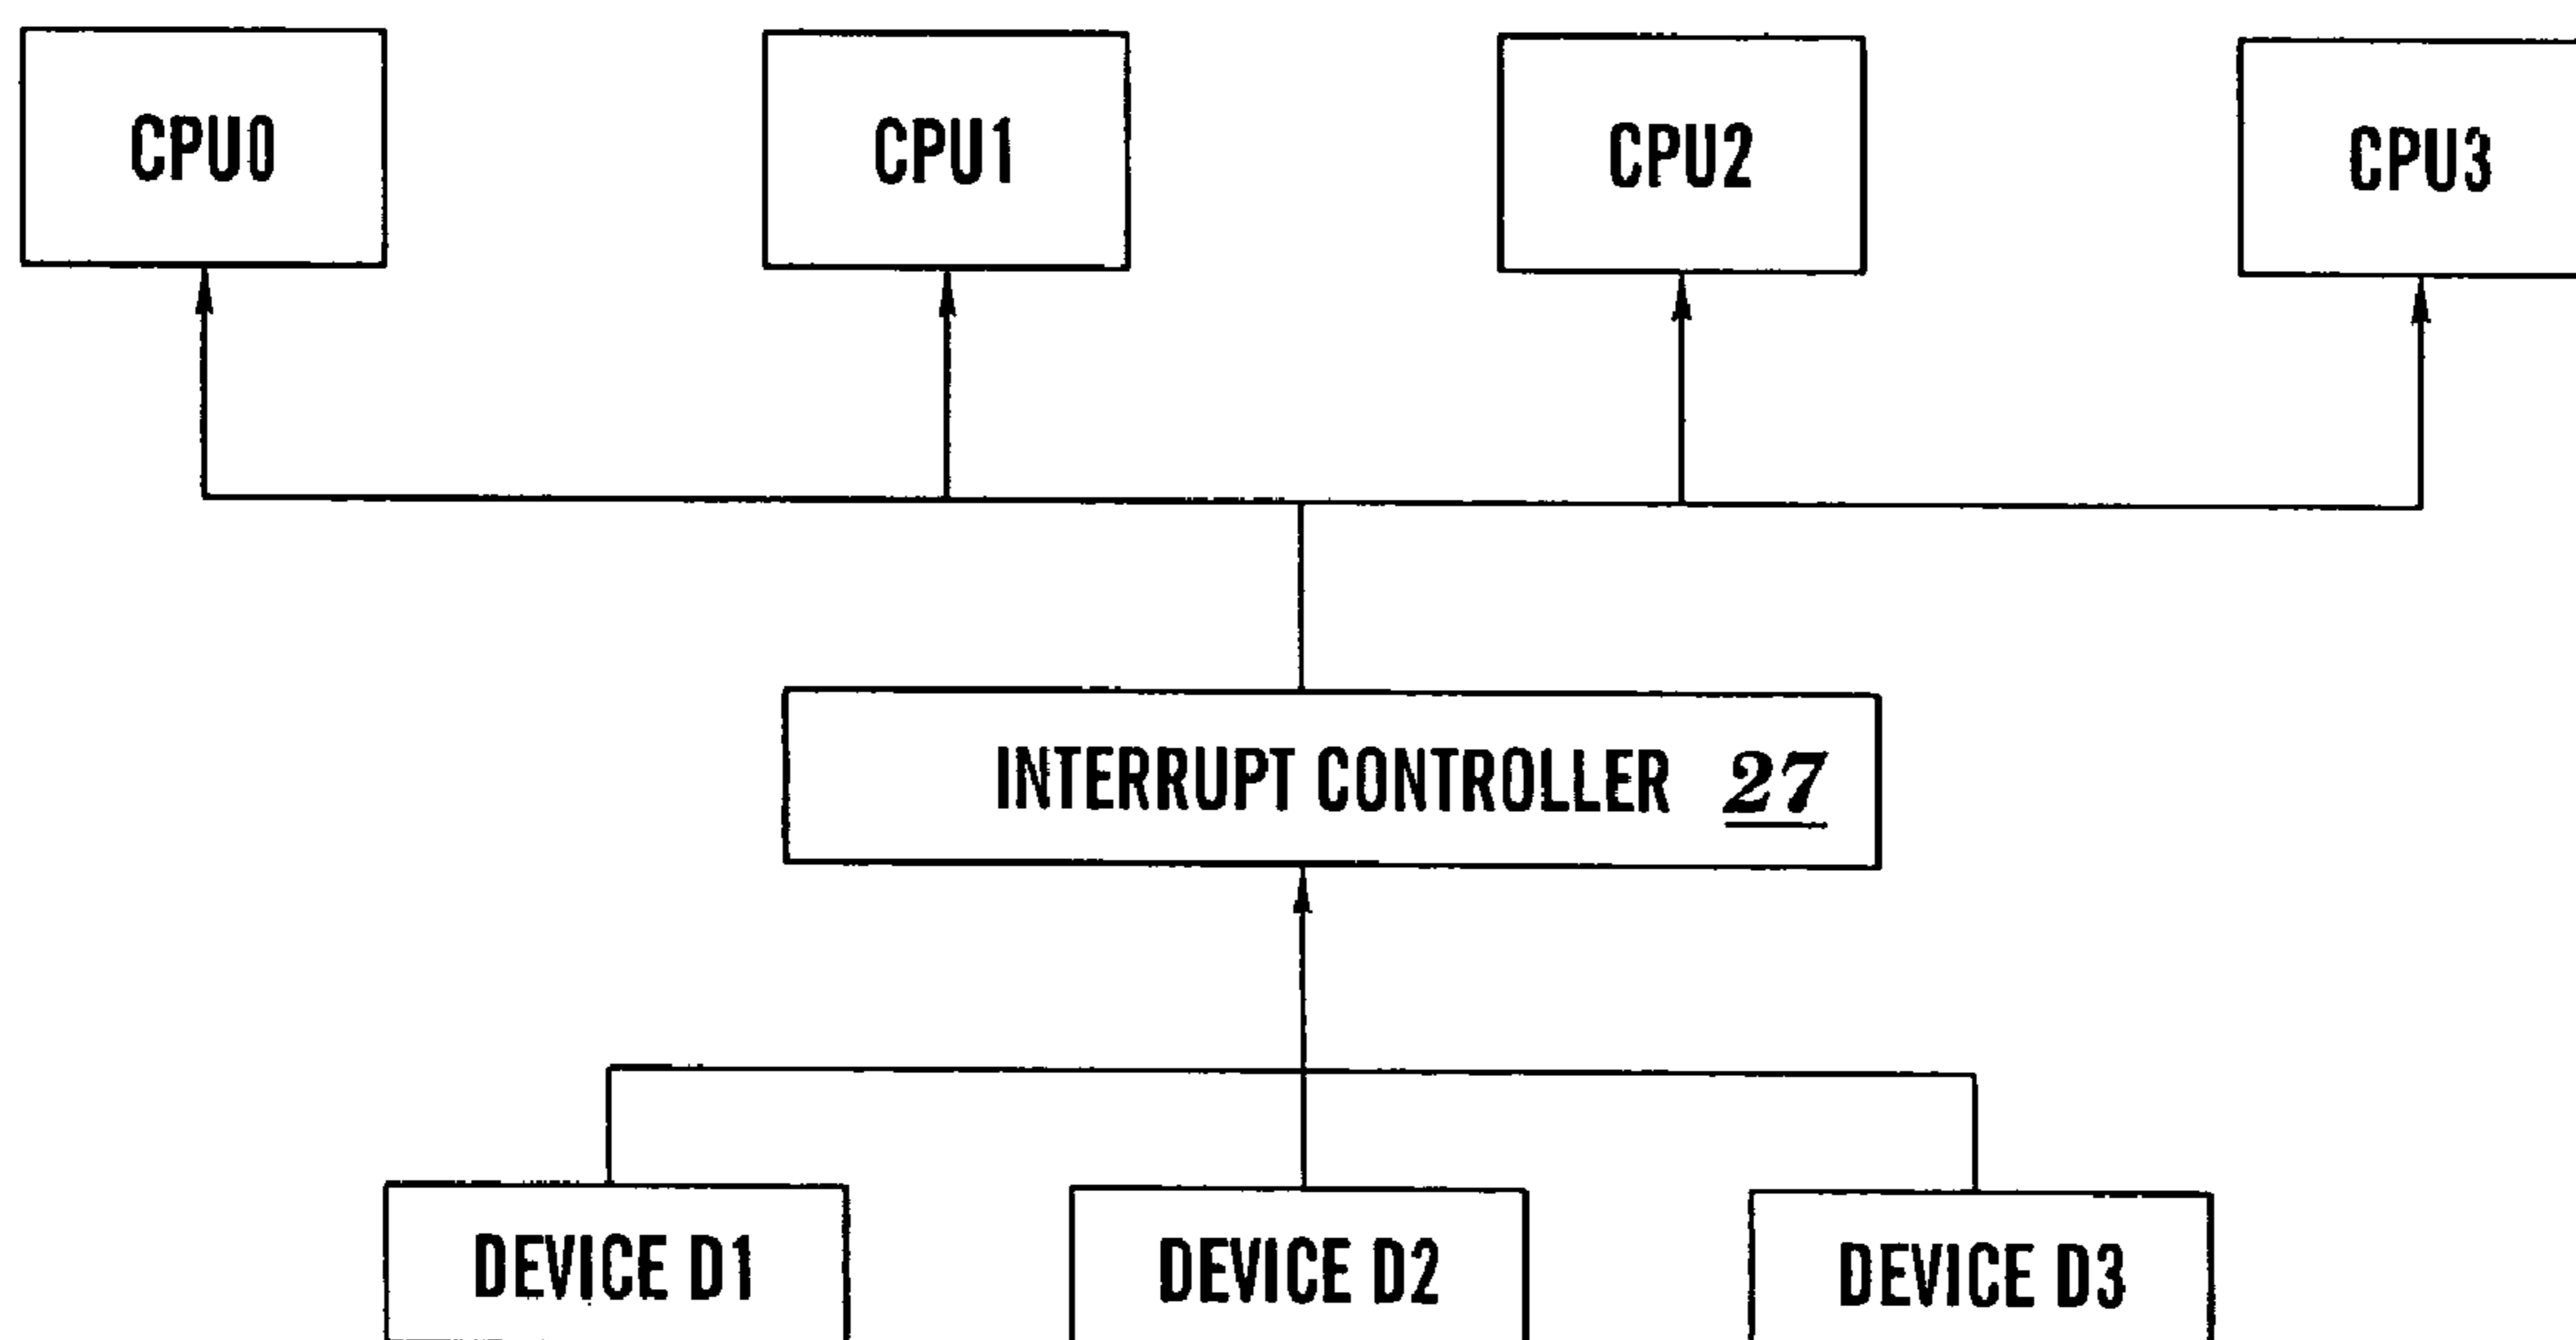 CPU0
CPU1
CPU2
CPU3
INTERRUPT CONTROLLER 27
DEVICE D1
DEVICE D2
DEVICE D3